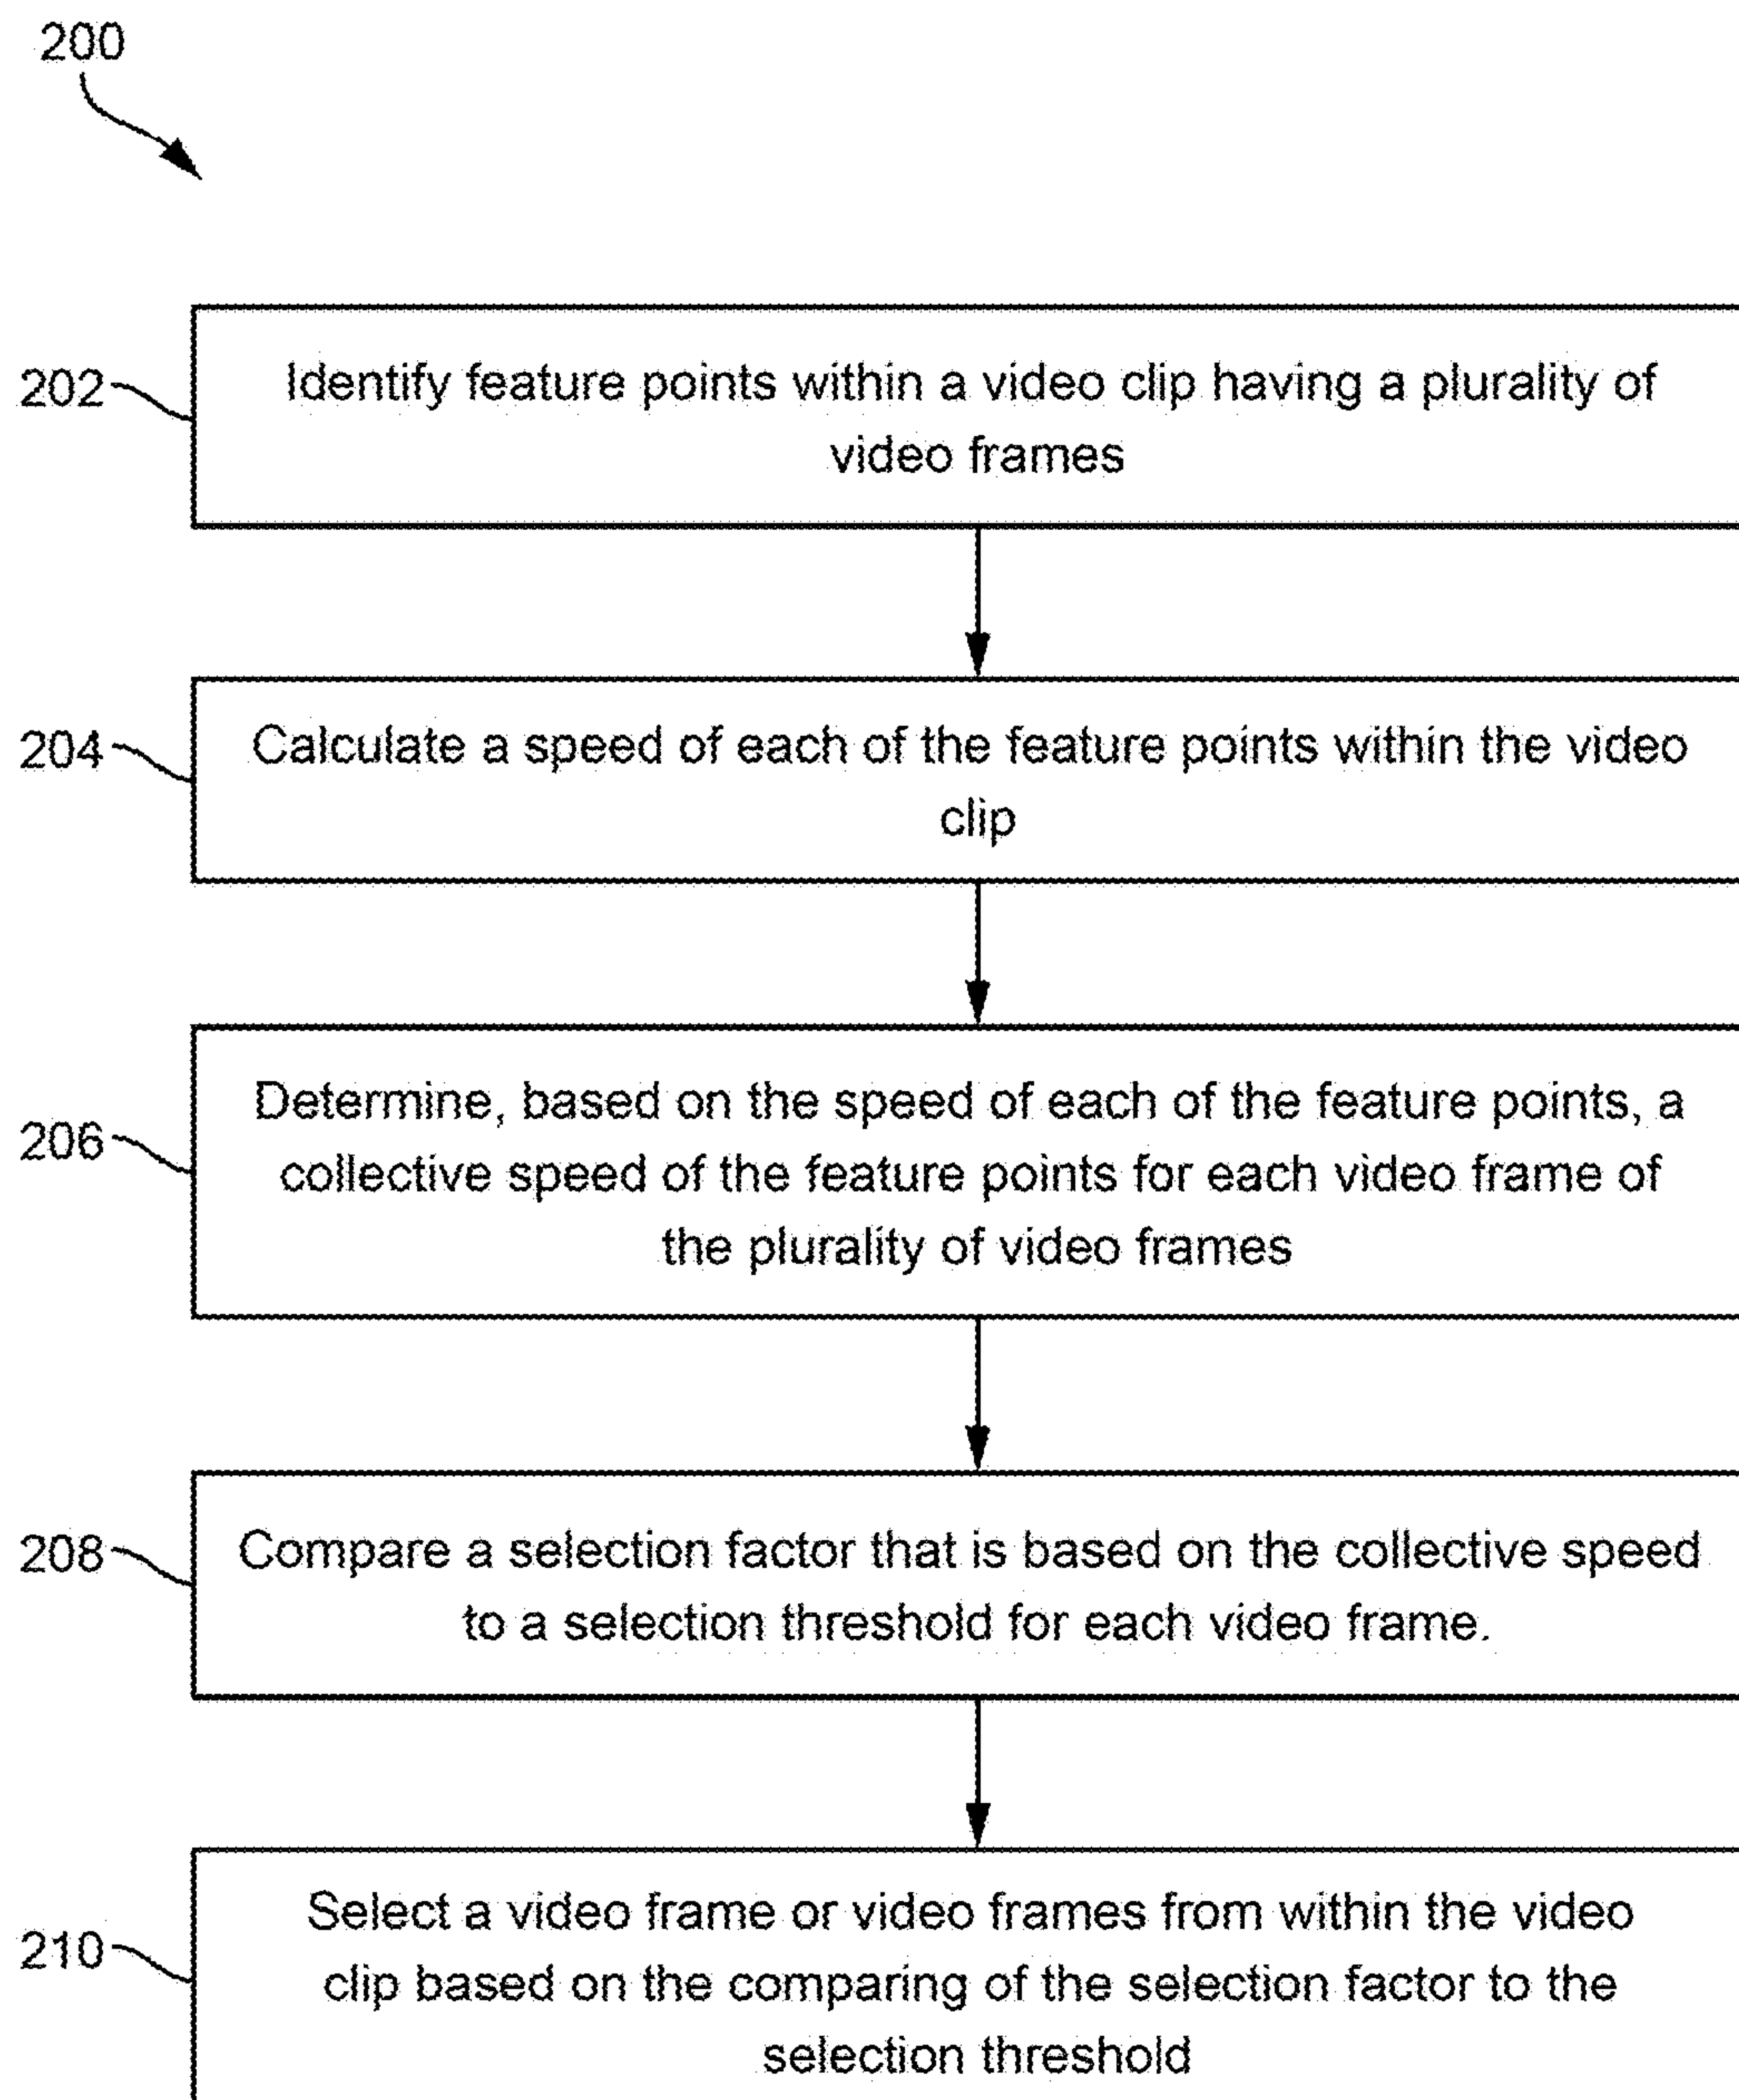 200
202
Identify feature points within a video clip having a plurality of
video frames
204
Calculate a speed of each of the feature points within the video
clip
206
Determine, based on the speed of each of the feature points, a
collective speed of the feature points for each video frame of
the plurality of video frames
208
Compare a selection factor that is based on the collective speed
to a selection threshold for each video frame.
210
Select a video frame or video frames from within the video
clip based on the comparing of the selection factor to the
selection threshold